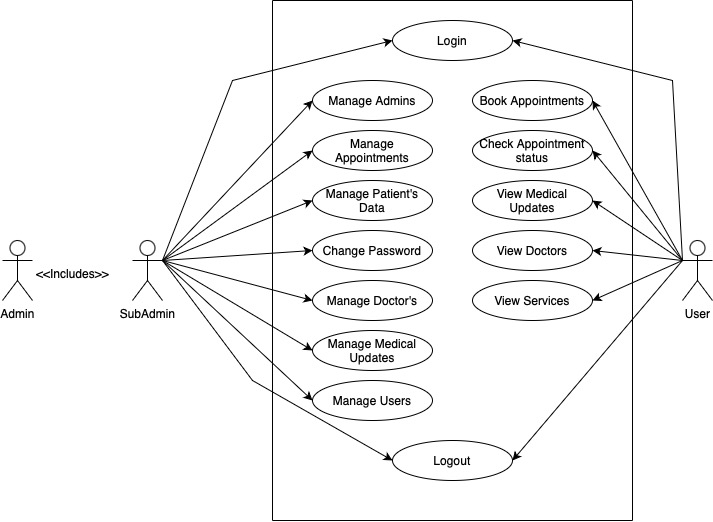 Login
Manage Admins
Book Appointments
Manage
Appointments
Check Appointment
status
Manage Patient's
Data
View Medical
Updates
Change Password
View Doctors
<<Includes>>
Admin
SubAdmin
Manage Doctor's
View Services
User
Manage Medical
Updates
Manage Users
Logout